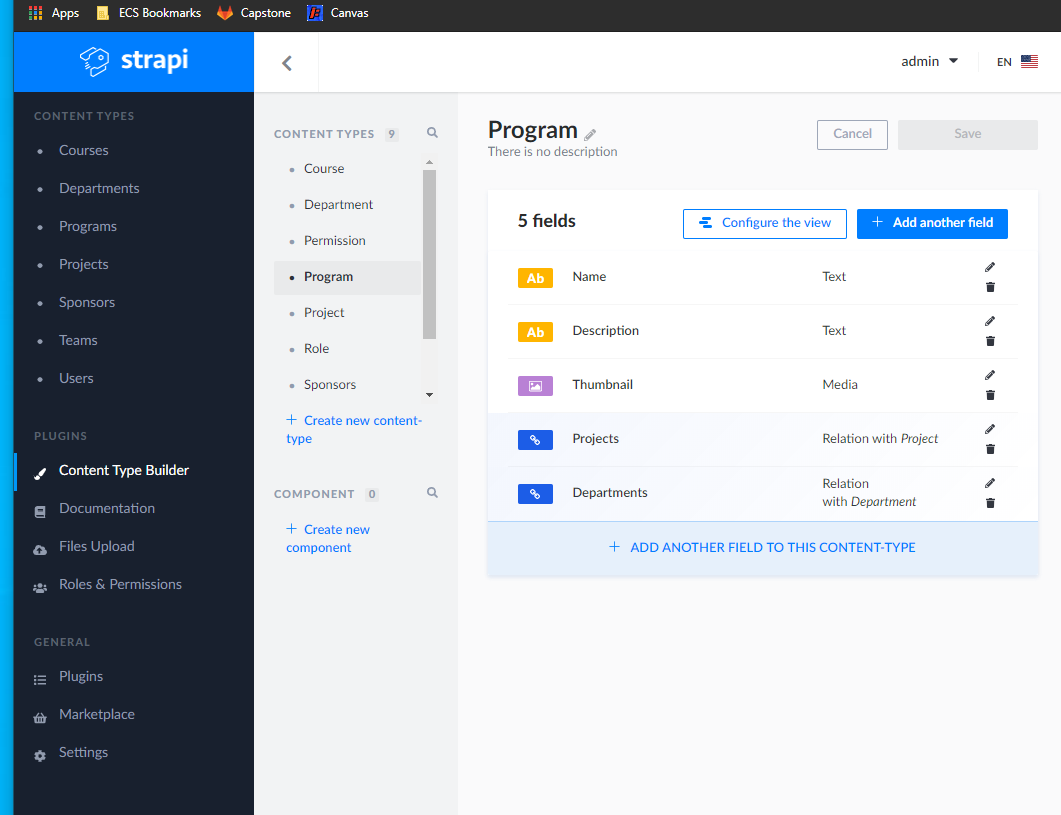 Apps
ECS Bookmarks
Capstone
Canvas
strapi
admin
EN
CONTENT TYPES
Courses
Departments
Programs
Projects
Sponsors
Teams
Users
PLUGINS
Content Type Builder
Documentation
Files Upload
Roles & Permissions
GENERAL
Plugins
Marketplace
Settings
CONTENT TYPES 9
Course
Department
Permission
Program
Project
Role
Sponsors
+ Create new content-
type
COMPONENT 0
+ Create new
component
Program
There is no description
Cancel
Save
5 fields
Configure the view
+ Add another field
Ab Name Text
Ab Description Text
Thumbnail Media
Projects Relation with Project
Departments Relation
with Department
+ ADD ANOTHER FIELD TO THIS CONTENT-TYPE